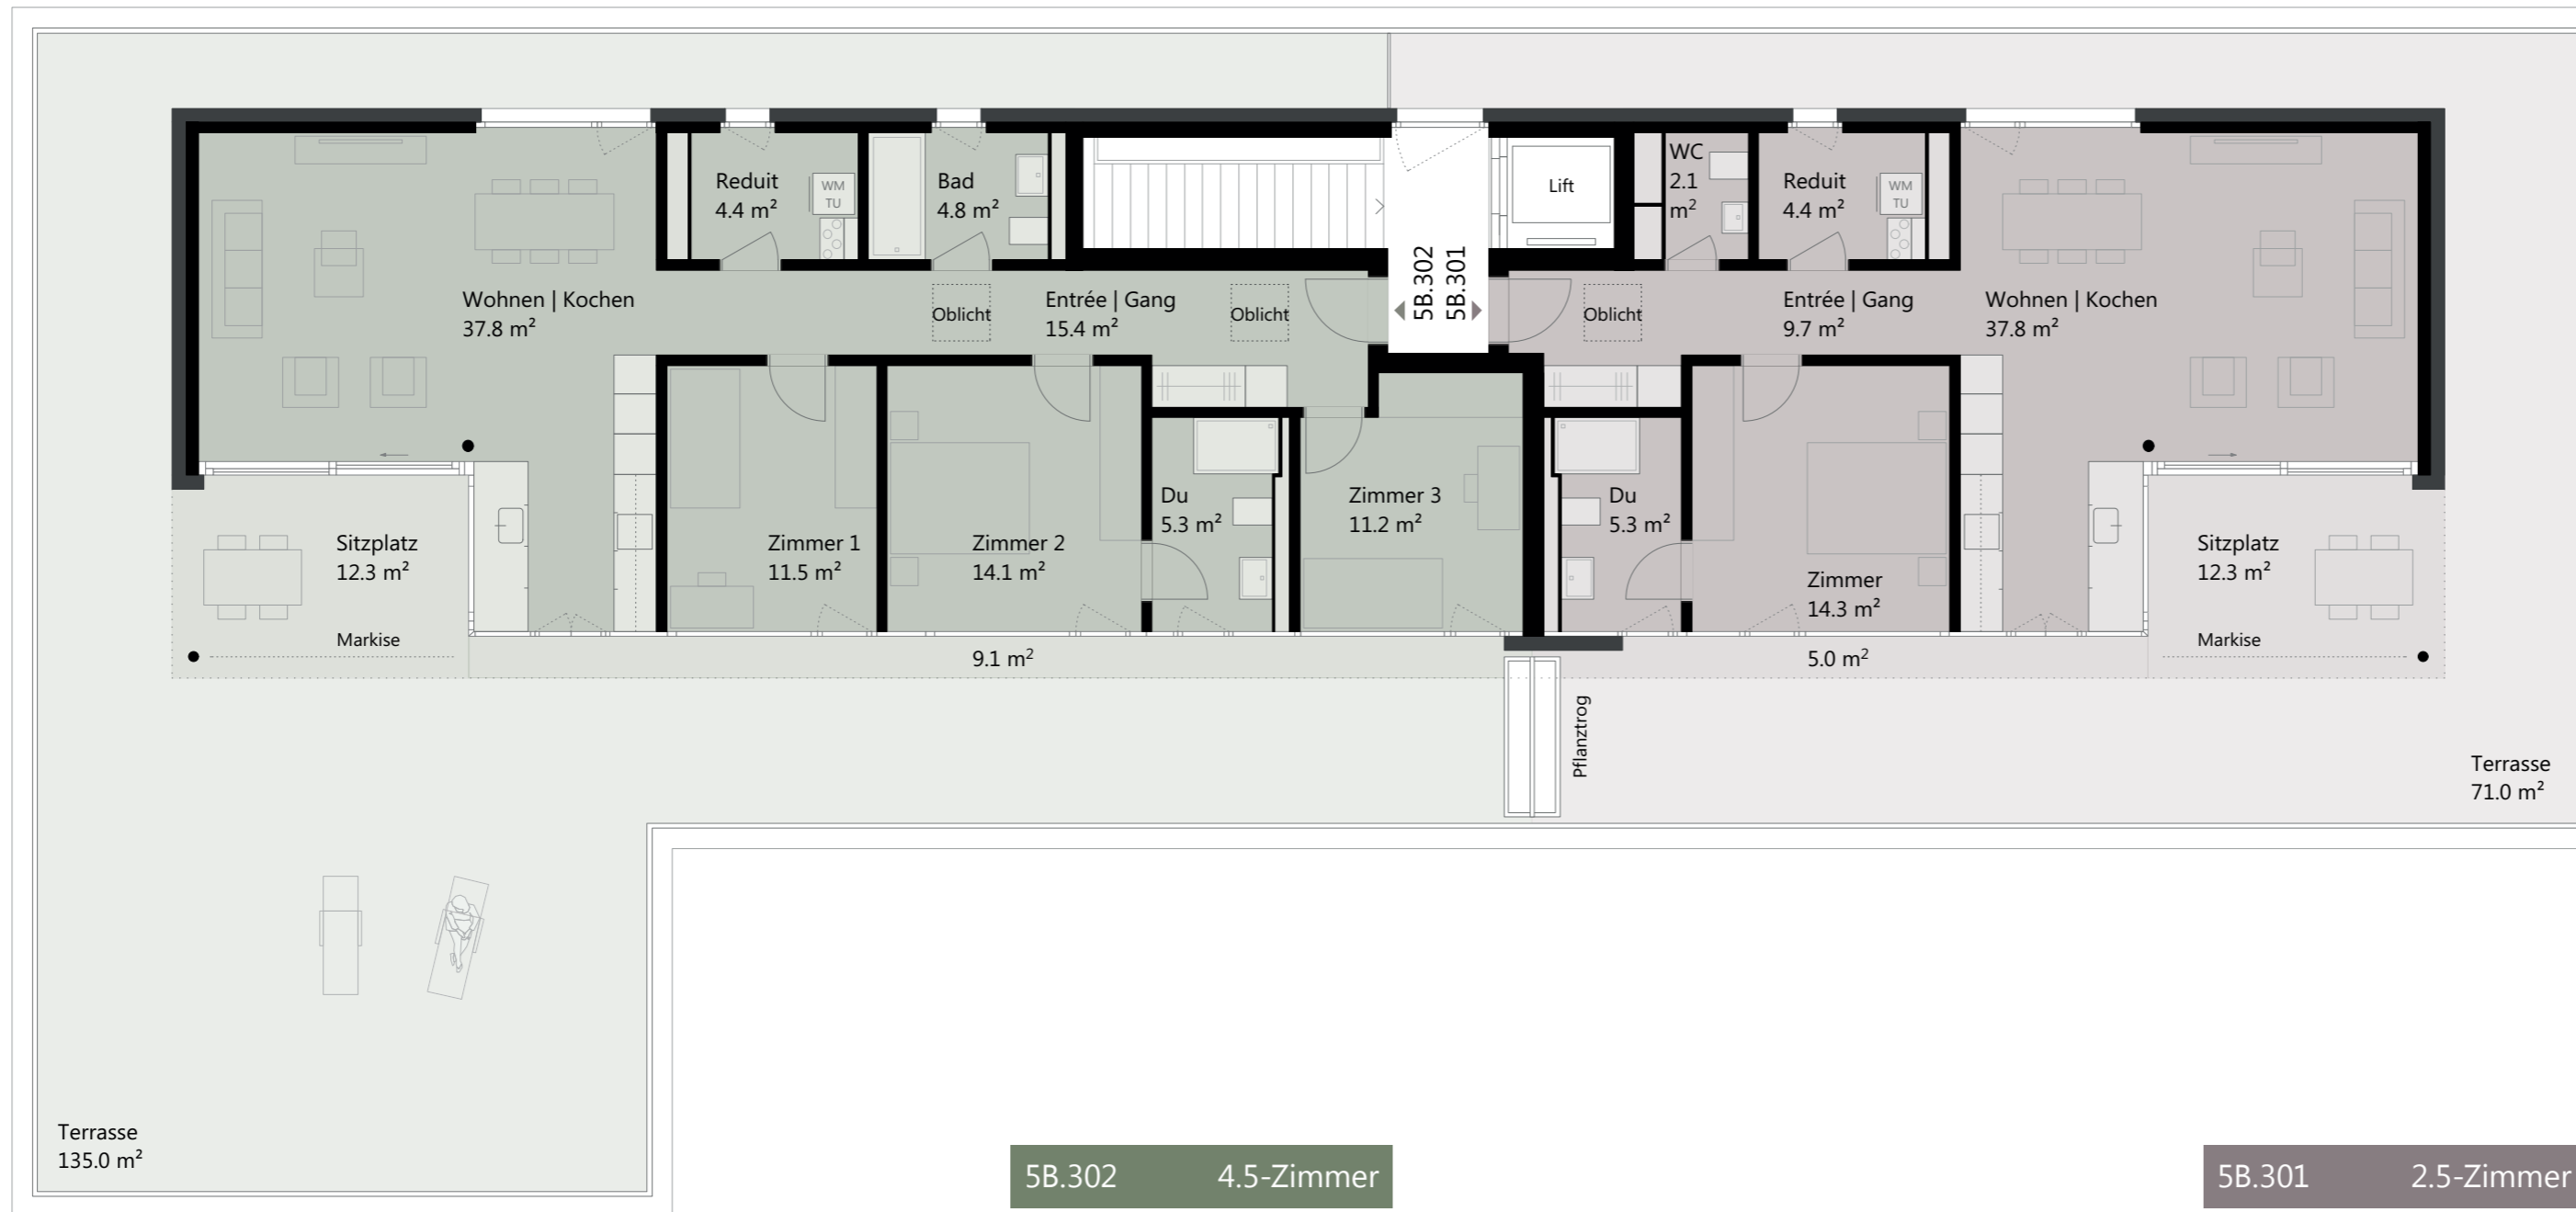 Reduit
4.4 m²
WM
TU
Bad
4.8 m²
Lift
WC
2.1
m²
Reduit
4.4 m²
WM
TU
Wohnen | Kochen
37.8 m²
Oblicht
Entrée | Gang
15.4 m²
Oblicht
5B.302
5B.301
Oblicht
Entrée | Gang
9.7 m²
Wohnen | Kochen
37.8 m²
Sitzplatz
12.3 m²
Markise
Zimmer 1
11.5 m²
Zimmer 2
14.1 m²
Du
5.3 m²
Zimmer 3
11.2 m²
Du
5.3 m²
Zimmer
14.3 m²
Sitzplatz
12.3 m²
Markise
9.1 m²
5.0 m²
Pflanztrog
Terrasse
71.0 m²
Terrasse
135.0 m²
5B.302 4.5-Zimmer
5B.301 2.5-Zimmer